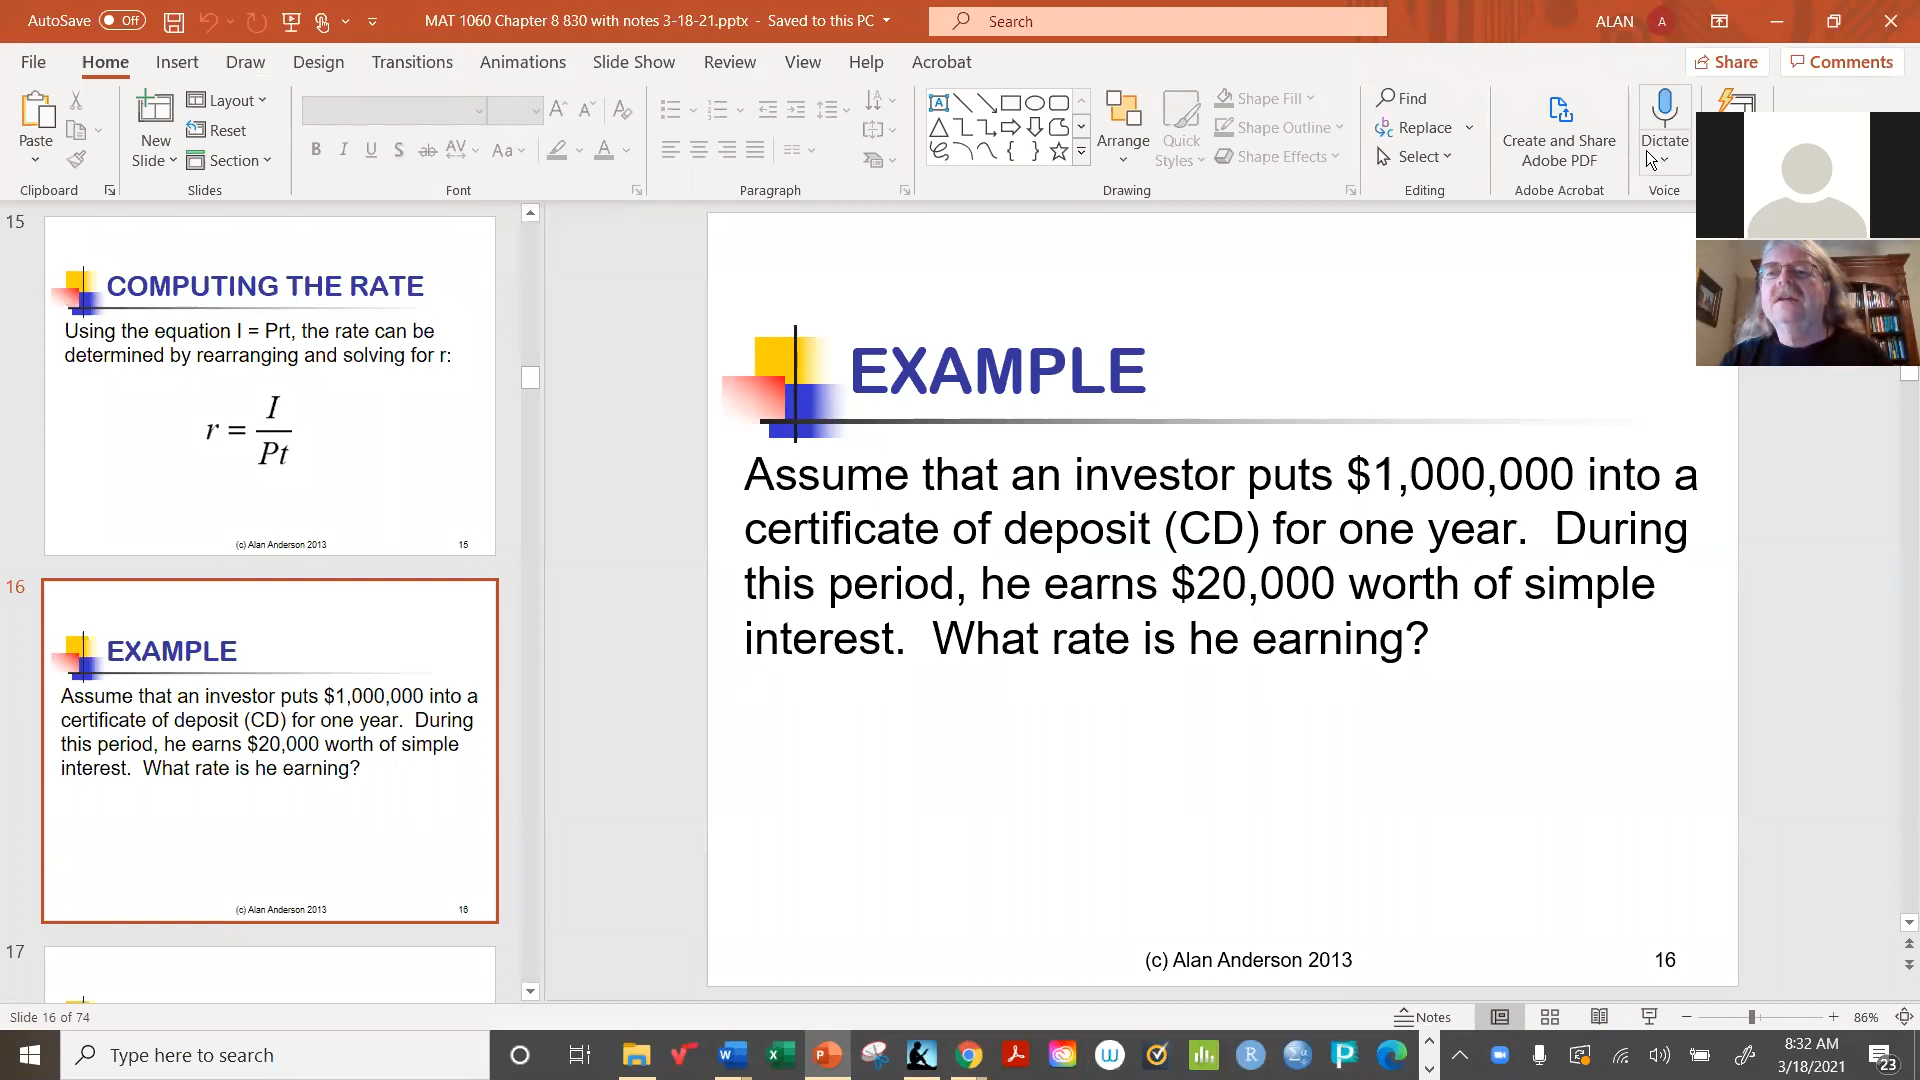 AutoSave Off MAT 1060 Chapter 8 830 with notes 3-18-21.pptx - Saved to this PC Search ALAN A
File Home Insert Draw Design Transitions Animations Slide Show Review View Help Acrobat Share Comments
Paste
New
Slide
Layout
Reset
Section
B I U S ab AV Aa A
Arrange
Quick
Styles
Shape Fill
Shape Outline
Shape Effects
Find
Replace
Select
Create and Share
Adobe PDF
Dictate
Clipboard Slides Font Paragraph Drawing Editing Adobe Acrobat Voice
15
COMPUTING THE RATE
Using the equation I = Prt, the rate can be
determined by rearranging and solving for r:
r = I / Pt
(c) Alan Anderson 2013 15
16
EXAMPLE
Assume that an investor puts $1,000,000 into a
certificate of deposit (CD) for one year. During
this period, he earns $20,000 worth of simple
interest. What rate is he earning?
(c) Alan Anderson 2013 16
17
EXAMPLE
Assume that an investor puts $1,000,000 into a
certificate of deposit (CD) for one year. During
this period, he earns $20,000 worth of simple
interest. What rate is he earning?
(c) Alan Anderson 2013 16
Slide 16 of 74 Notes 86%
Type here to search
8:32 AM
3/18/2021
23